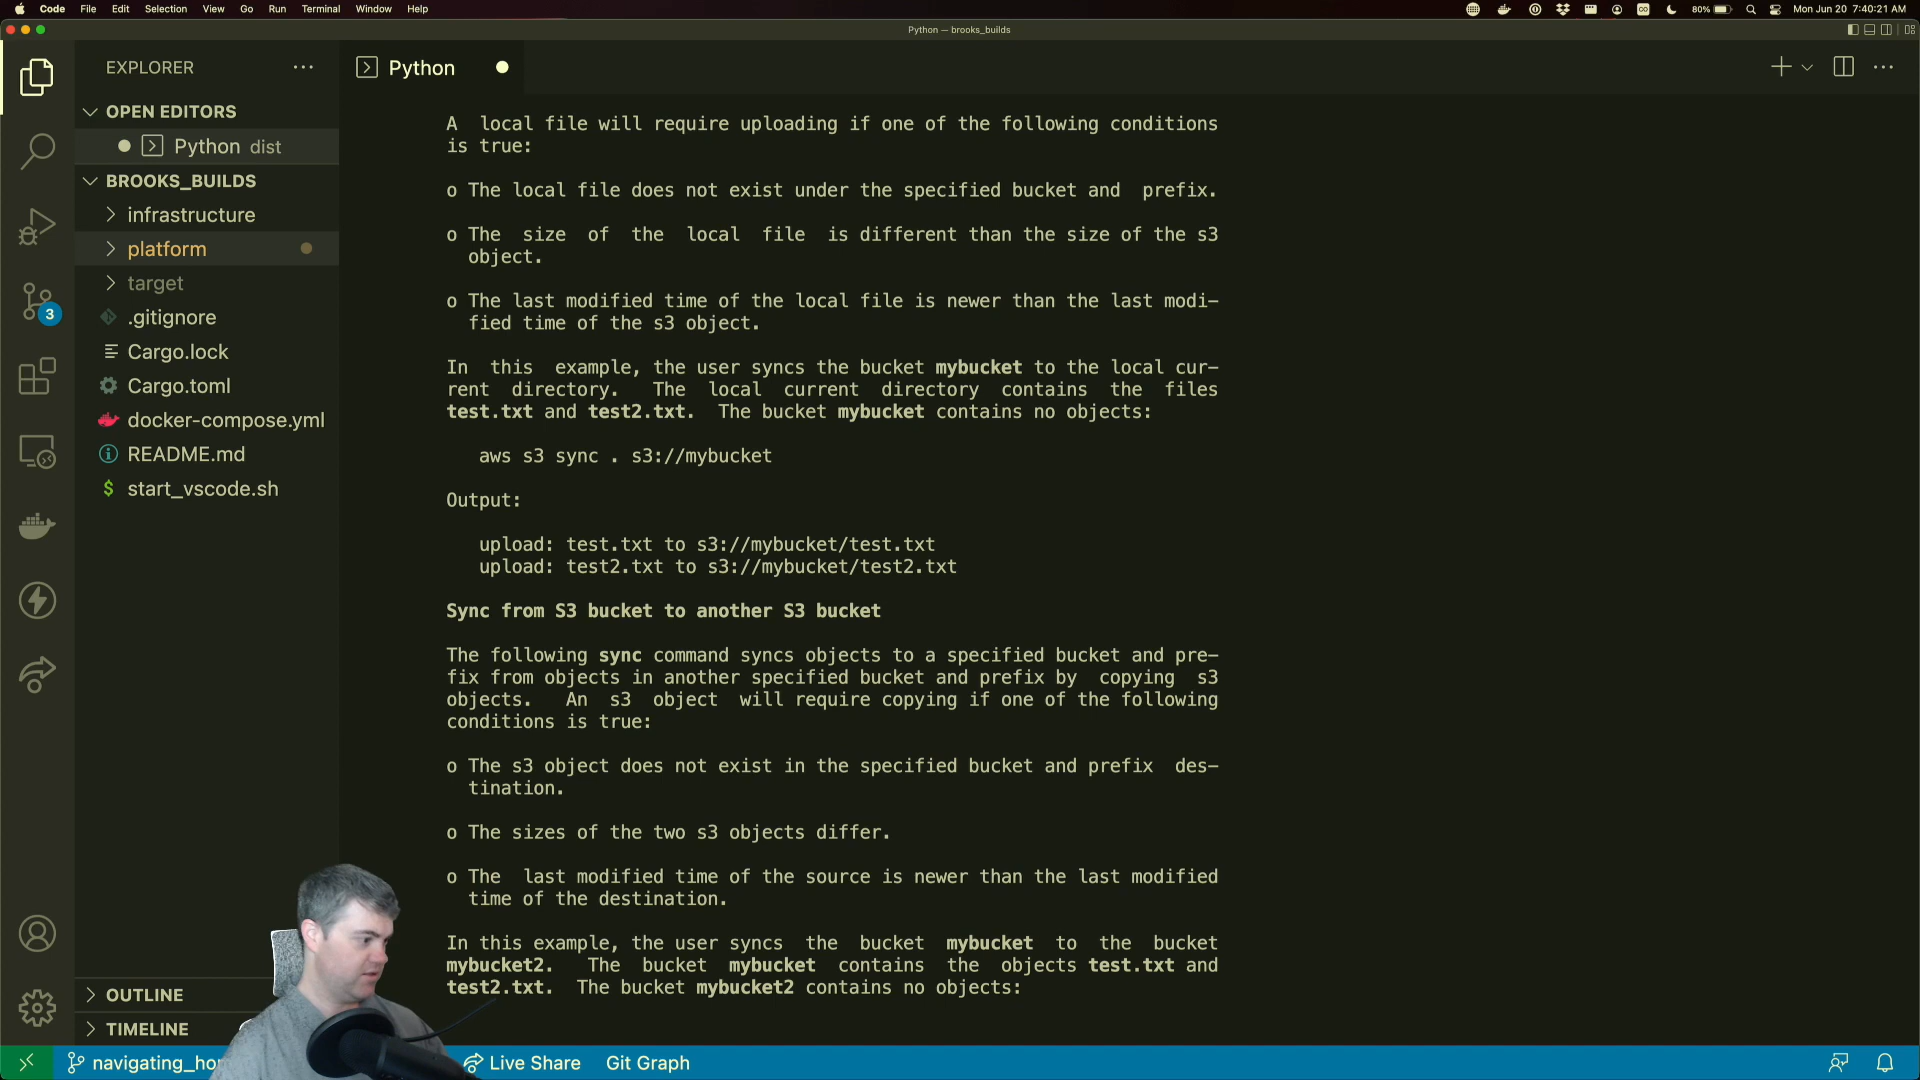 Code File Edit Selection View Go Run Terminal Window Help
80% Mon Jun 20 7:40:21 AM
Python — brooks_builds
EXPLORER
OPEN EDITORS
Python dist
BROOKS_BUILDS
infrastructure
platform
target
.gitignore
Cargo.lock
Cargo.toml
docker-compose.yml
README.md
start_vscode.sh
3
OUTLINE
TIMELINE
Python
A local file will require uploading if one of the following conditions
is true:
o The local file does not exist under the specified bucket and prefix.
o The size of the local file is different than the size of the s3
object.
o The last modified time of the local file is newer than the last modi-
fied time of the s3 object.
In this example, the user syncs the bucket mybucket to the local cur-
rent directory. The local current directory contains the files
test.txt and test2.txt. The bucket mybucket contains no objects:
aws s3 sync . s3://mybucket
Output:
upload: test.txt to s3://mybucket/test.txt
upload: test2.txt to s3://mybucket/test2.txt
Sync from S3 bucket to another S3 bucket
The following sync command syncs objects to a specified bucket and pre-
fix from objects in another specified bucket and prefix by copying s3
objects. An s3 object will require copying if one of the following
conditions is true:
o The s3 object does not exist in the specified bucket and prefix des-
tination.
o The sizes of the two s3 objects differ.
o The last modified time of the source is newer than the last modified
time of the destination.
In this example, the user syncs the bucket mybucket to the bucket
mybucket2. The bucket mybucket contains the objects test.txt and
test2.txt. The bucket mybucket2 contains no objects:
Live Share Git Graph